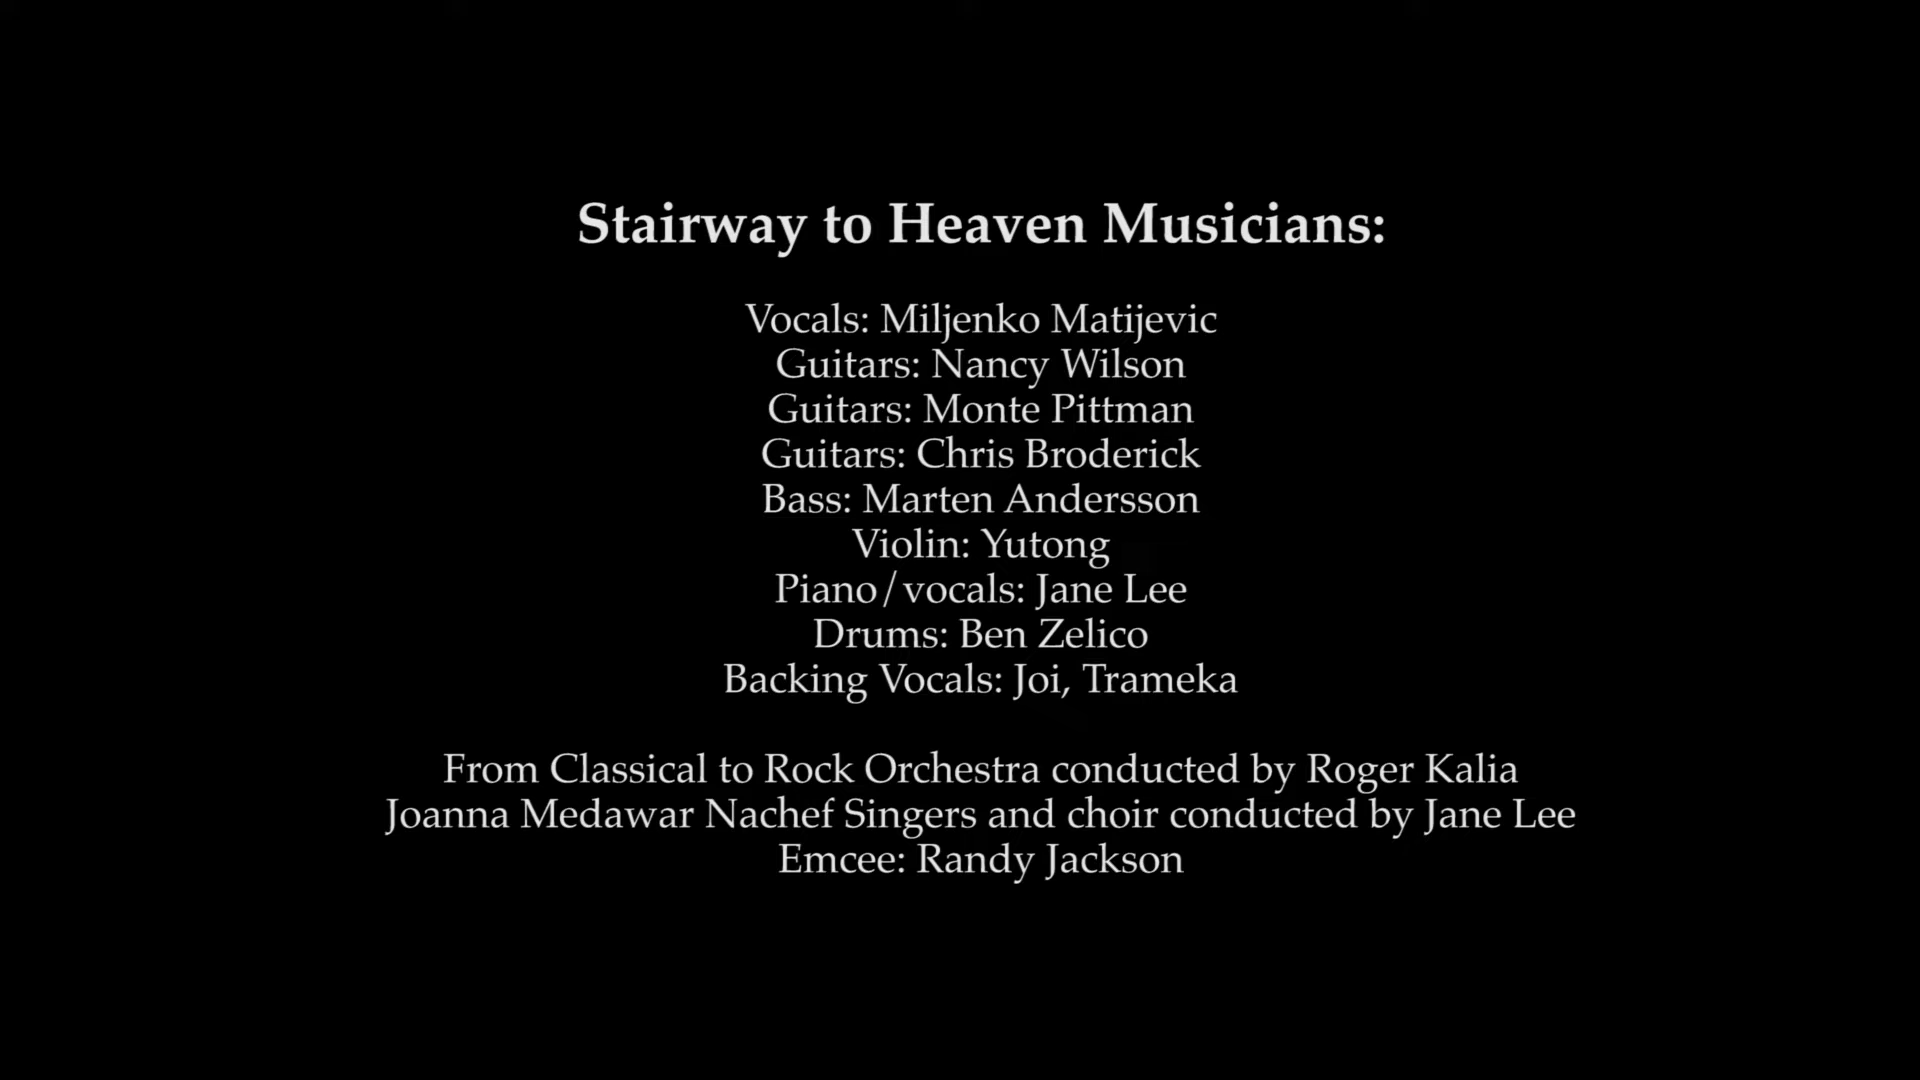 Stairway to Heaven Musicians:
Vocals: Miljenko Matijevic
Guitars: Nancy Wilson
Guitars: Monte Pittman
Guitars: Chris Broderick
Bass: Marten Andersson
Violin: Yutong
Piano/vocals: Jane Lee
Drums: Ben Zelico
Backing Vocals: Joi, Trameka
From Classical to Rock Orchestra conducted by Roger Kalia
Joanna Medawar Nachef Singers and choir conducted by Jane Lee
Emcee: Randy Jackson